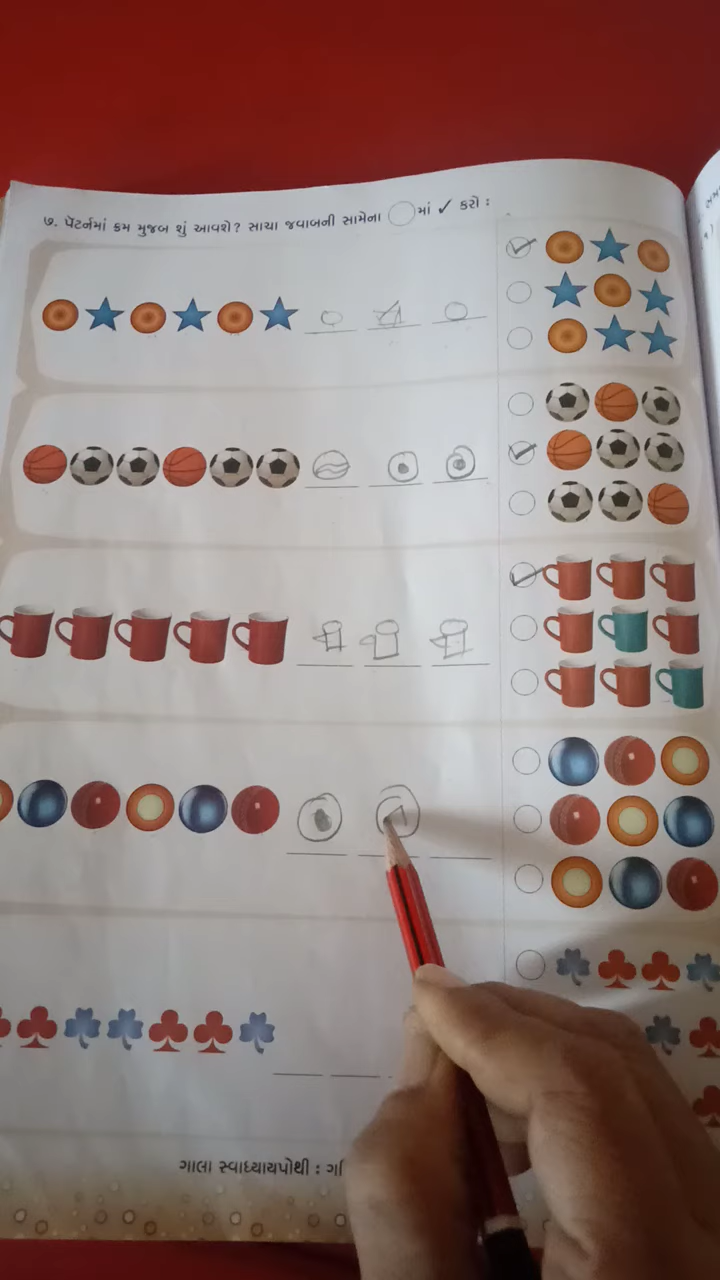 ૭. પૅટર્નમાં ક્રમ મુજબ શું આવશે? સાચા જવાબની સામેના ◯ માં ✓ કરો :
ગાલા સ્વાધ્યાયપોથી :